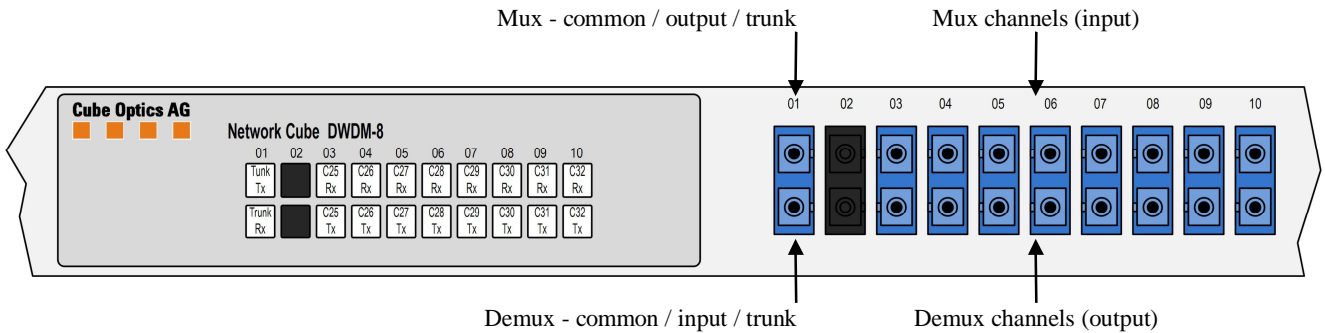 Mux - common / output / trunk Mux channels (input)
Cube Optics AG
Network Cube DWDM-8
01 02 03 04 05 06 07 08 09 10
Tunk C25 C26 C27 C28 C29 C30 C31 C32
Tx Rx Rx Rx Rx Rx Rx Rx Rx
Trunk C25 C26 C27 C28 C29 C30 C31 C32
Rx Tx Tx Tx Tx Tx Tx Tx Tx
01 02 03 04 05 06 07 08 09 10
Demux - common / input / trunk Demux channels (output)